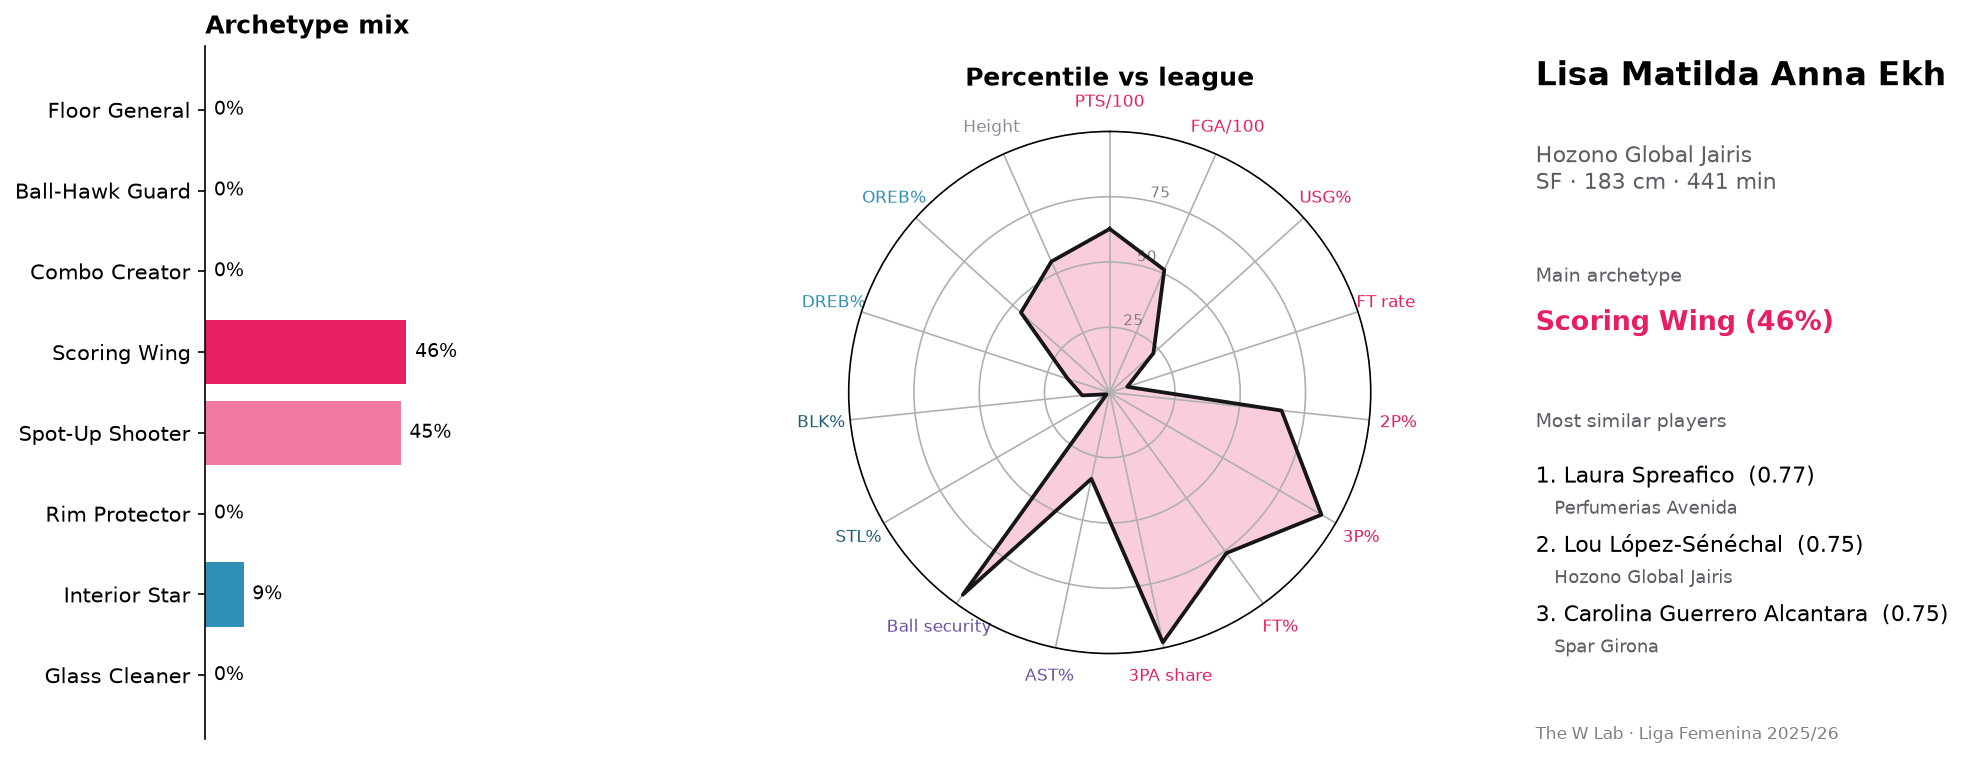 Archetype mix
Floor General
0%
Ball-Hawk Guard
0%
Combo Creator
0%
Scoring Wing
46%
Spot-Up Shooter
45%
Rim Protector
0%
Interior Star
9%
Glass Cleaner
0%
Percentile vs league
PTS/100
FGA/100
USG%
FT rate
2P%
3P%
FT%
3PA share
AST%
Ball security
STL%
BLK%
DREB%
OREB%
Height
75
50
25
Lisa Matilda Anna Ekh
Hozono Global Jairis
SF · 183 cm · 441 min
Main archetype
Scoring Wing (46%)
Most similar players
1. Laura Spreafico (0.77)
Perfumerias Avenida
2. Lou López-Sénéchal (0.75)
Hozono Global Jairis
3. Carolina Guerrero Alcantara (0.75)
Spar Girona
The W Lab · Liga Femenina 2025/26